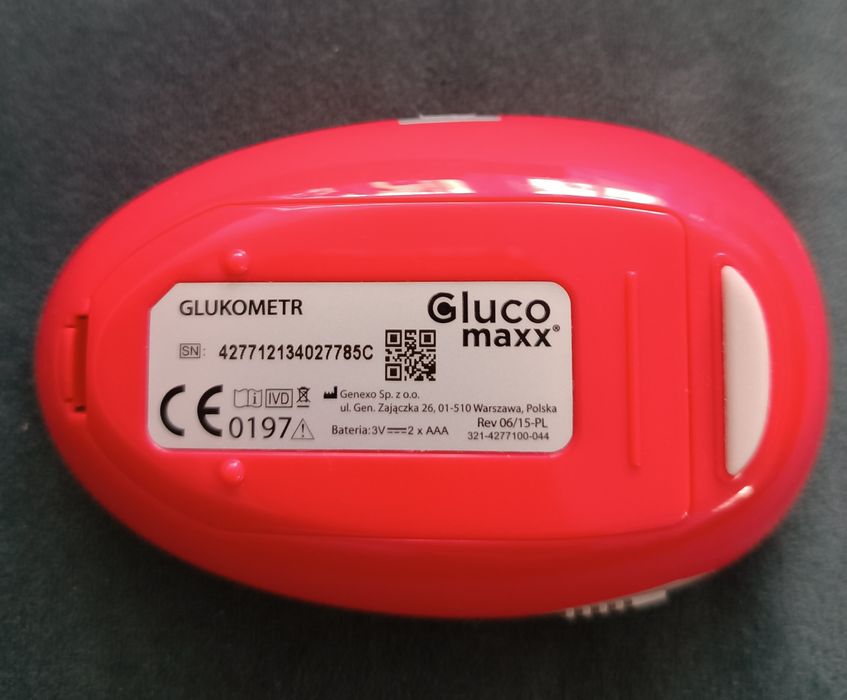 GLUKOMETR
Gluco
maxx®
SN: 427712134027785C
CE 0197
IVD
Genexo Sp. z o.o.
ul. Gen. Zajączka 26, 01-510 Warszawa, Polska
Rev 06/15-PL
Bateria: 3V⎓2 x AAA
321-4277100-044